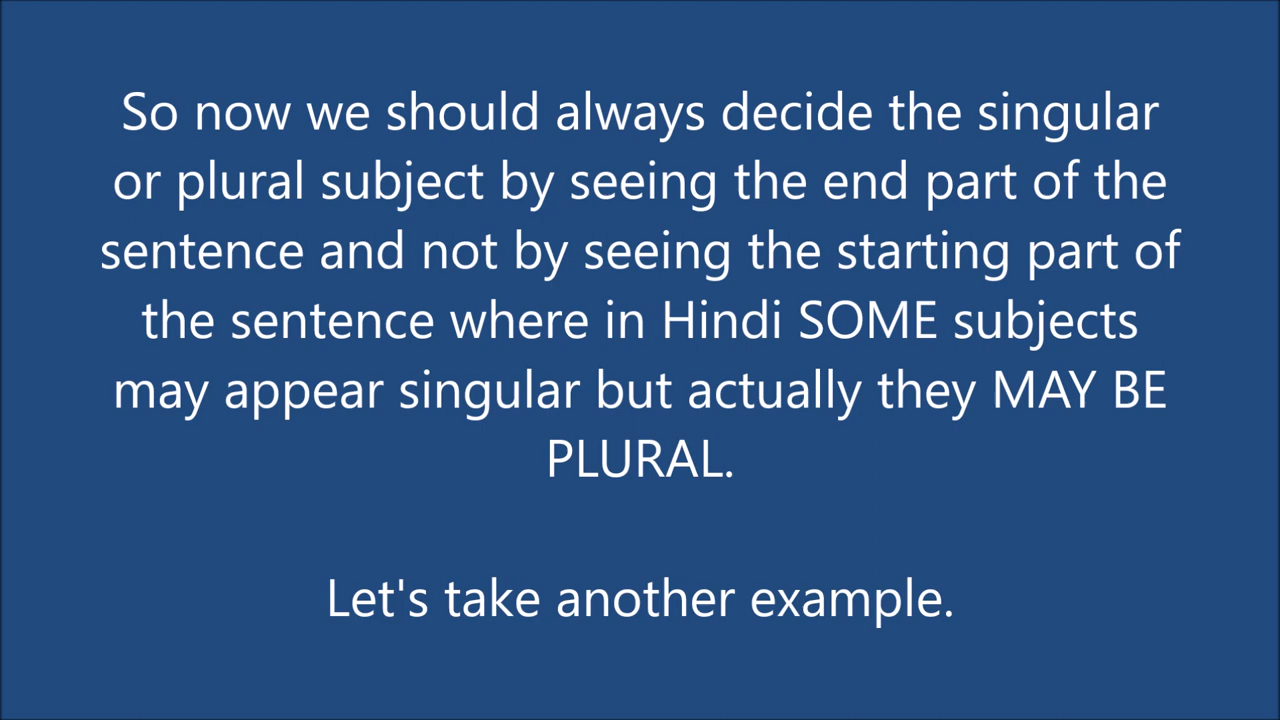 So now we should always decide the singular
or plural subject by seeing the end part of the
sentence and not by seeing the starting part of
the sentence where in Hindi SOME subjects
may appear singular but actually they MAY BE
PLURAL.
Let's take another example.